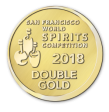 SAN FRANCISCO
WORLD
SPIRITS
COMPETITION
2018
DOUBLE
GOLD